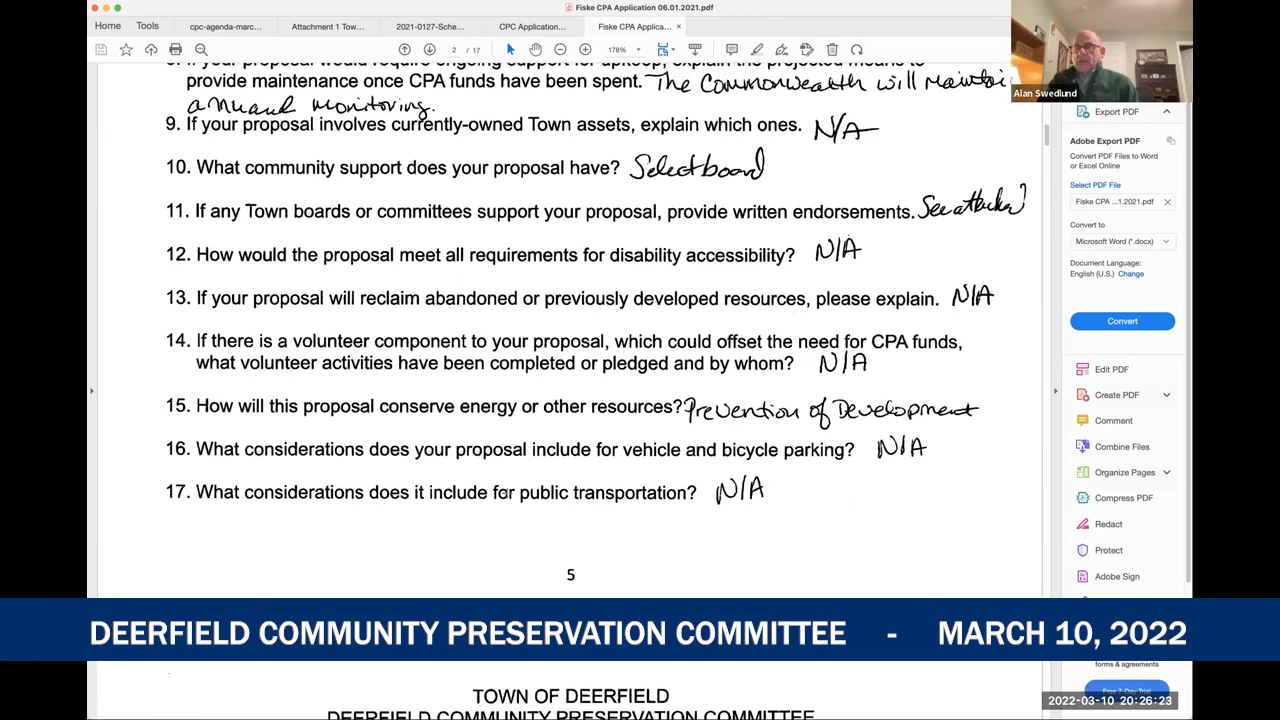 Fiske CPA Application 06.01.2021.pdf
Home Tools cpc-agenda-marc... Attachment 1 Tow... 2021-0127-Sche... CPC Application... Fiske CPA Applica... ×
2 / 17 178%
provide maintenance once CPA funds have been spent. The Commonwealth will
monitoring.
9. If your proposal involves currently-owned Town assets, explain which ones. N/A
10. What community support does your proposal have? Selectboard
11. If any Town boards or committees support your proposal, provide written endorsements. See attached
12. How would the proposal meet all requirements for disability accessibility? N/A
13. If your proposal will reclaim abandoned or previously developed resources, please explain. N/A
14. If there is a volunteer component to your proposal, which could offset the need for CPA funds,
what volunteer activities have been completed or pledged and by whom? N/A
15. How will this proposal conserve energy or other resources? Prevention of Development
16. What considerations does your proposal include for vehicle and bicycle parking? N/A
17. What considerations does it include for public transportation? N/A
5
TOWN OF DEERFIELD
DEERFIELD COMMUNITY PRESERVATION COMMITTEE
Alan Swedlund
Export PDF
Adobe Export PDF
Convert PDF Files to Word
or Excel Online
Select PDF File
Fiske CPA ...1.2021.pdf ×
Convert to
Microsoft Word (*.docx)
Document Language:
English (U.S.) Change
Convert
Edit PDF
Create PDF
Comment
Combine Files
Organize Pages
Compress PDF
Redact
Protect
Adobe Sign
forms & agreements
Free 7-Day Trial
DEERFIELD COMMUNITY PRESERVATION COMMITTEE - MARCH 10, 2022
2022-03-10 20:26:23